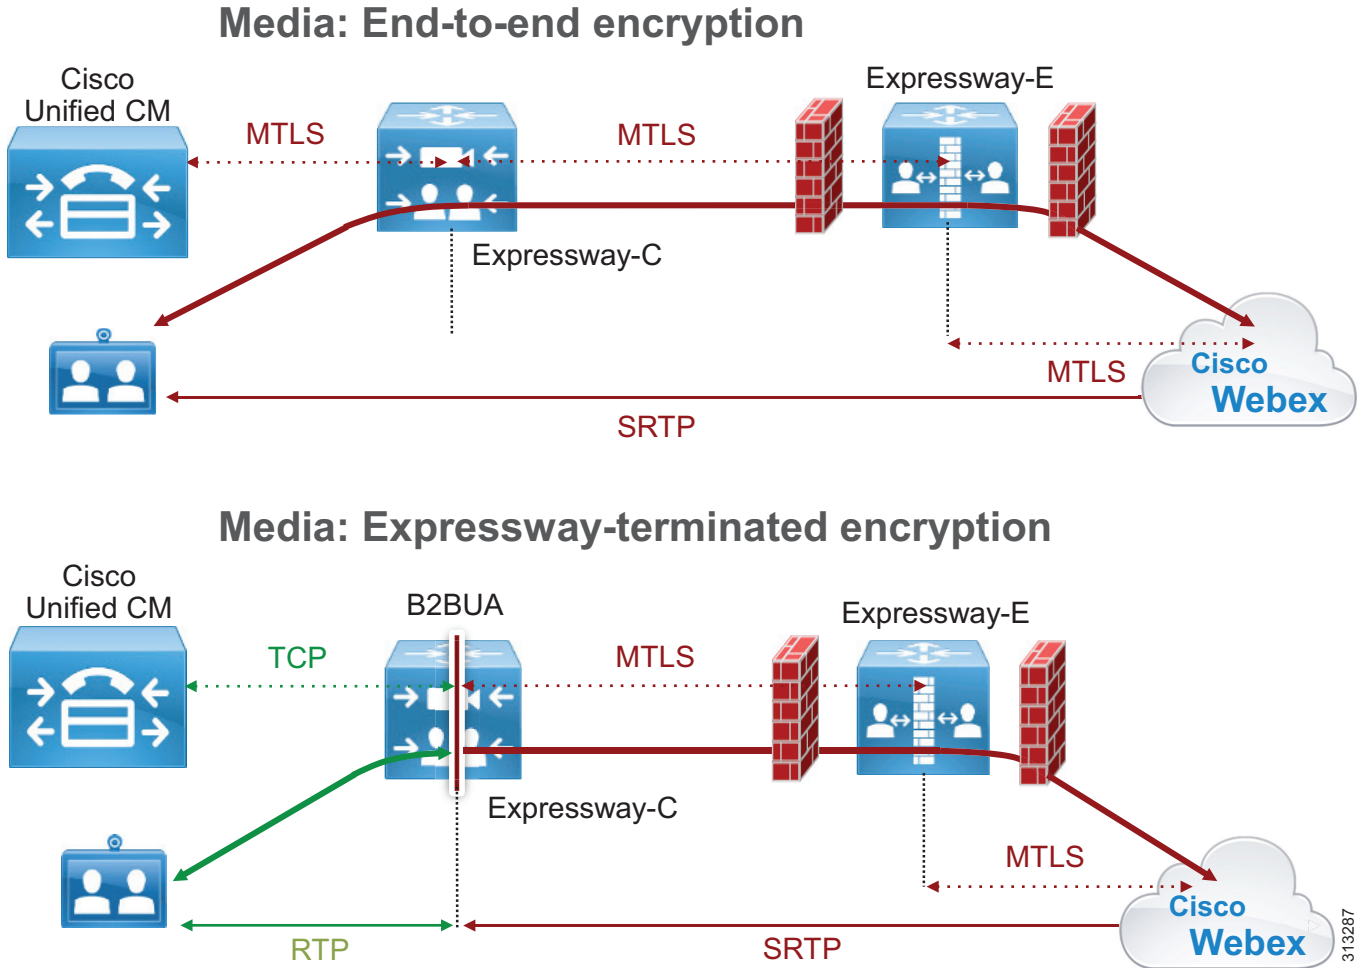 Media: End-to-end encryption
Cisco
Unified CM
Expressway-E
MTLS
MTLS
Expressway-C
MTLS
Cisco
Webex
SRTP
Media: Expressway-terminated encryption
Cisco
Unified CM
B2BUA
Expressway-E
TCP
MTLS
Expressway-C
MTLS
Cisco
Webex
RTP
SRTP
313287